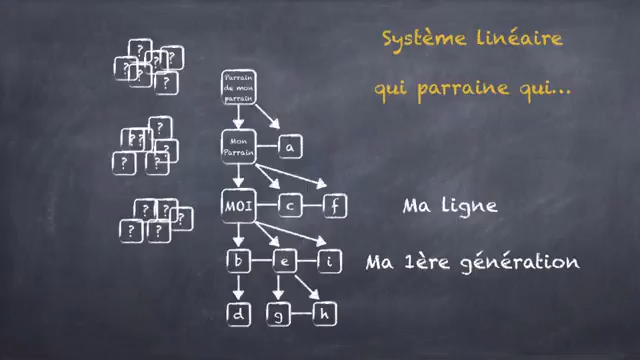 Système linéaire
qui parraine qui...
? ? ? ? ? ?
Parrain
de mon
parrain
? ? ? ? ? ?
Mon
Parrain
a
? ? ? ? ?
MOI
c
f
Ma ligne
b
e
i
Ma 1ère génération
d
g
h